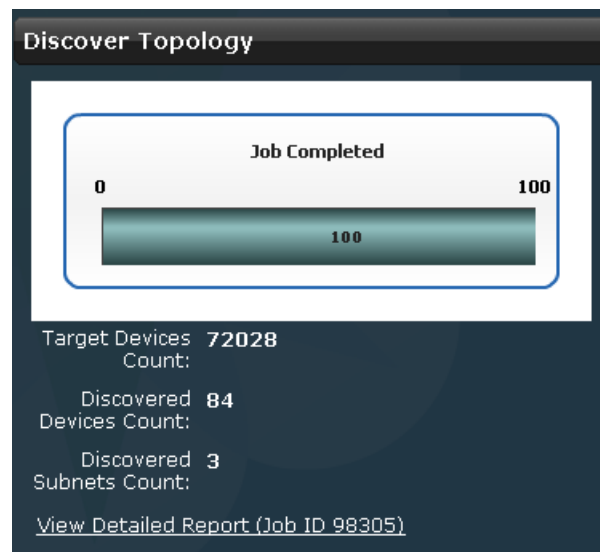 Discover Topology
Job Completed
0 100
100
Target Devices 72028
Count:
Discovered 84
Devices Count:
Discovered 3
Subnets Count:
View Detailed Report (Job ID 98305)